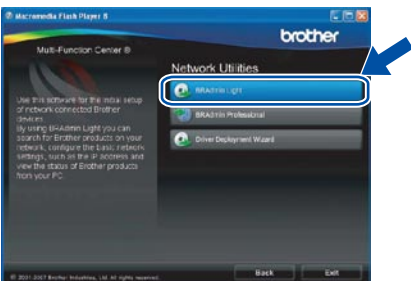 Macromedia Flash Player 8
brother
Multi-Function Center ®
Network Utilities
Use this software for the initial setup
of network connected Brother
devices.
By using BRAdmin Light you can
search for Brother products on your
network, configure the basic network
settings, such as the IP address and
view the status of Brother products
from your PC.
BRAdmin Light
BRAdmin Professional
Driver Deployment Wizard
© 2001-2007 Brother Industries, Ltd. All rights reserved.
Back
Exit